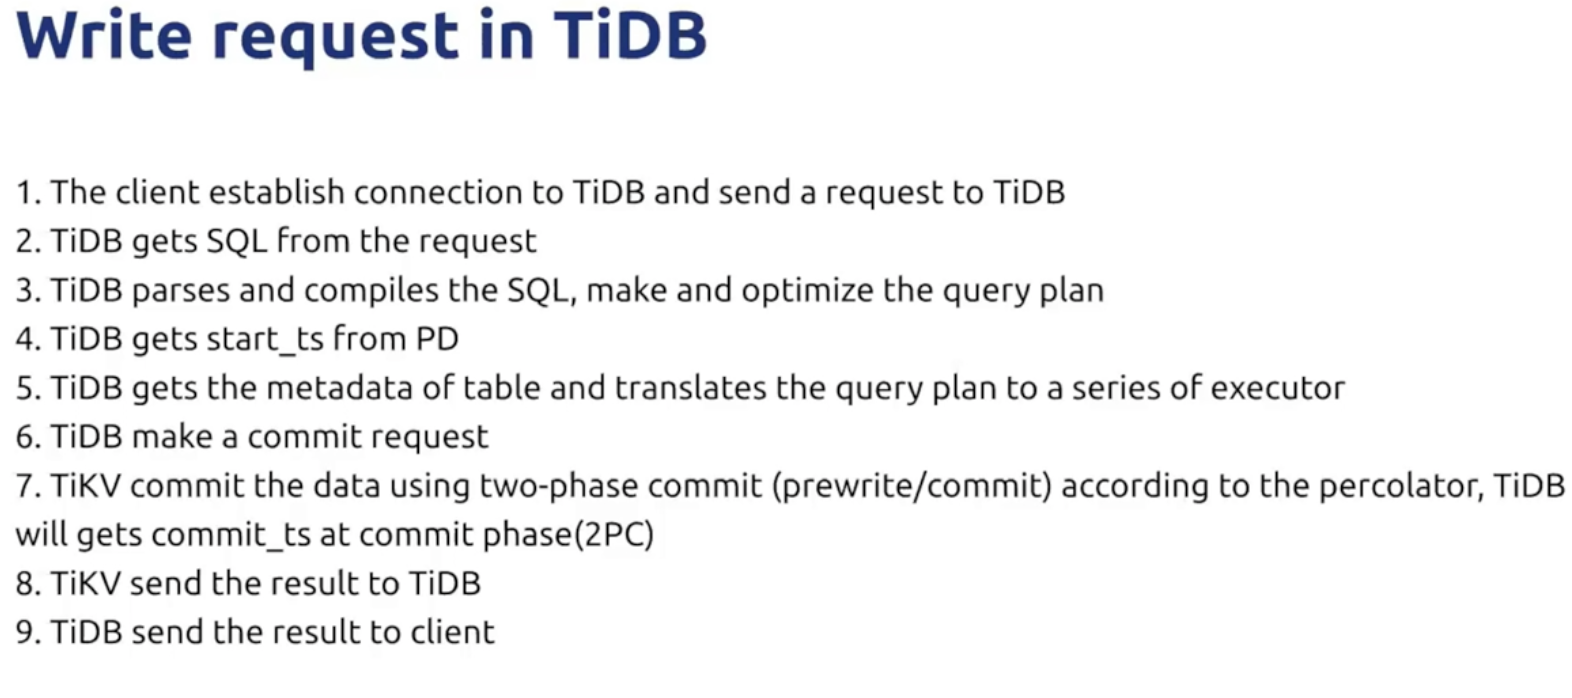 Write request in TiDB
1. The client establish connection to TiDB and send a request to TiDB
2. TiDB gets SQL from the request
3. TiDB parses and compiles the SQL, make and optimize the query plan
4. TiDB gets start_ts from PD
5. TiDB gets the metadata of table and translates the query plan to a series of executor
6. TiDB make a commit request
7. TiKV commit the data using two-phase commit (prewrite/commit) according to the percolator, TiDB
will gets commit_ts at commit phase(2PC)
8. TiKV send the result to TiDB
9. TiDB send the result to client